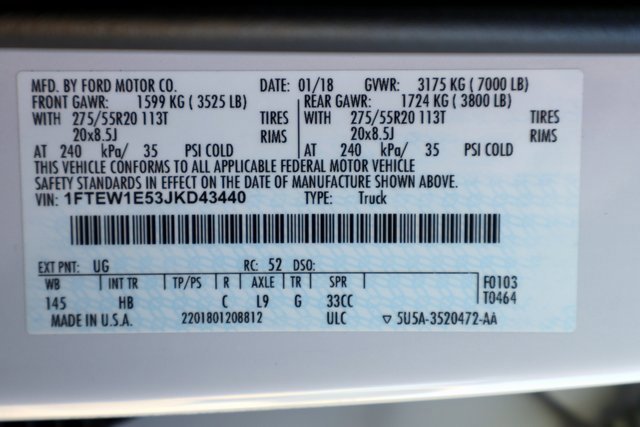 MFD. BY FORD MOTOR CO. DATE: 01/18 GVWR: 3175 KG ( 7000 LB)
FRONT GAWR: 1599 KG ( 3525 LB) REAR GAWR: 1724 KG ( 3800 LB)
WITH 275/55R20 113T TIRES WITH 275/55R20 113T TIRES
20x8.5J RIMS 20x8.5J RIMS
AT 240 kPa/ 35 PSI COLD AT 240 kPa/ 35 PSI COLD
THIS VEHICLE CONFORMS TO ALL APPLICABLE FEDERAL MOTOR VEHICLE
SAFETY STANDARDS IN EFFECT ON THE DATE OF MANUFACTURE SHOWN ABOVE.
VIN: 1FTEW1E53JKD43440 TYPE: Truck
EXT PNT: UG RC: 52 DSO:
WB INT TR TP/PS R AXLE TR SPR F0103
145 HB C L9 G 33CC T0464
MADE IN U.S.A. 2201801208812 ULC ▽ 5U5A-3520472-AA